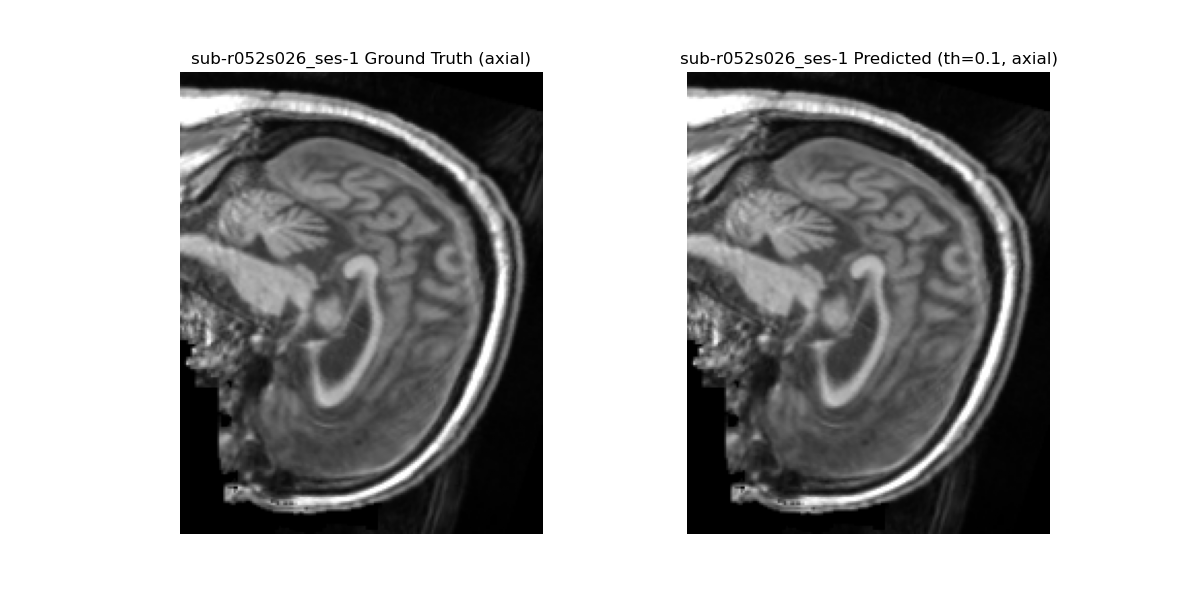 sub-r052s026_ses-1 Ground Truth (axial)
sub-r052s026_ses-1 Predicted (th=0.1, axial)